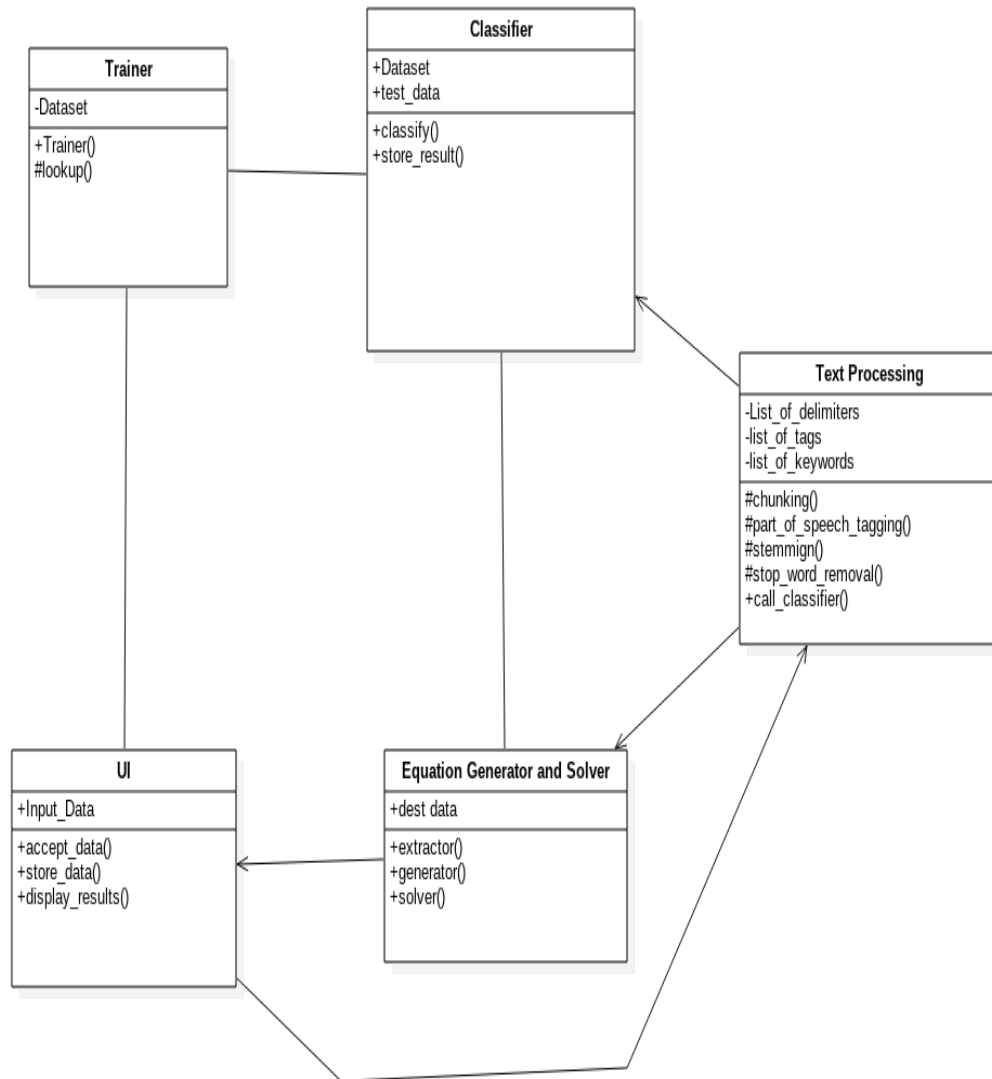 Trainer
-Dataset
+Trainer()
#lookup()
Classifier
+Dataset
+test_data
+classify()
+store_result()
Text Processing
-List_of_delimiters
-list_of_tags
-list_of_keywords
#chunking()
#part_of_speech_tagging()
#stemmign()
#stop_word_removal()
+call_classifier()
UI
+Input_Data
+accept_data()
+store_data()
+display_results()
Equation Generator and Solver
+dest data
+extractor()
+generator()
+solver()